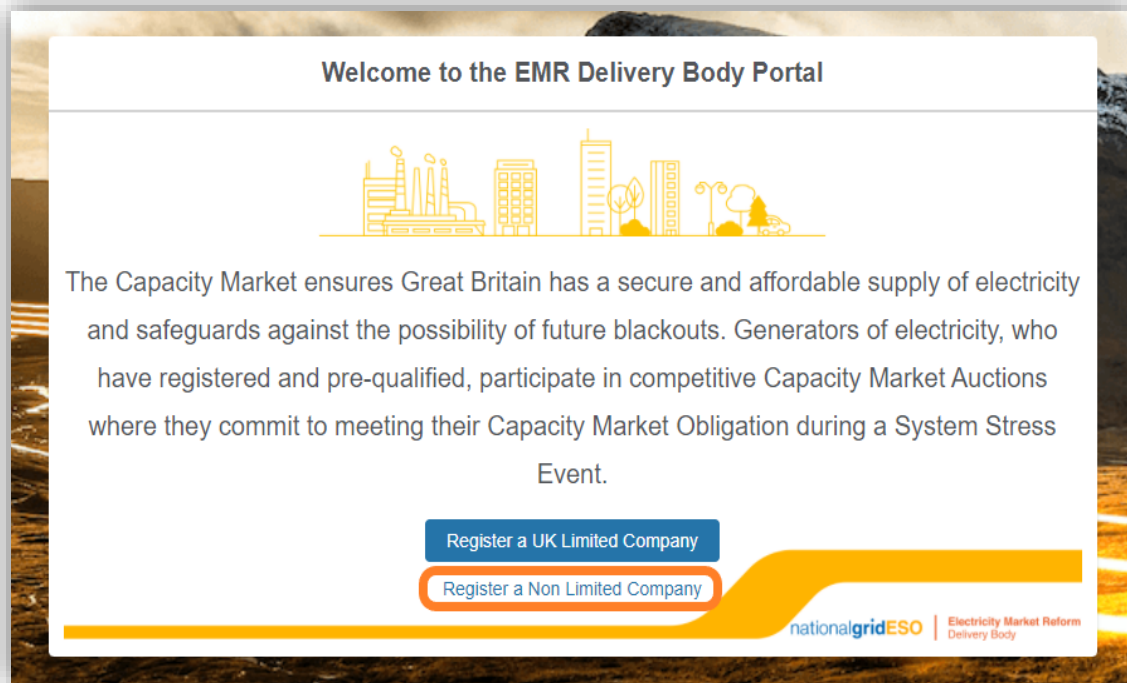 Welcome to the EMR Delivery Body Portal
The Capacity Market ensures Great Britain has a secure and affordable supply of electricity
and safeguards against the possibility of future blackouts. Generators of electricity, who
have registered and pre-qualified, participate in competitive Capacity Market Auctions
where they commit to meeting their Capacity Market Obligation during a System Stress
Event.
Register a UK Limited Company
Register a Non Limited Company
nationalgridESO
Electricity Market Reform
Delivery Body